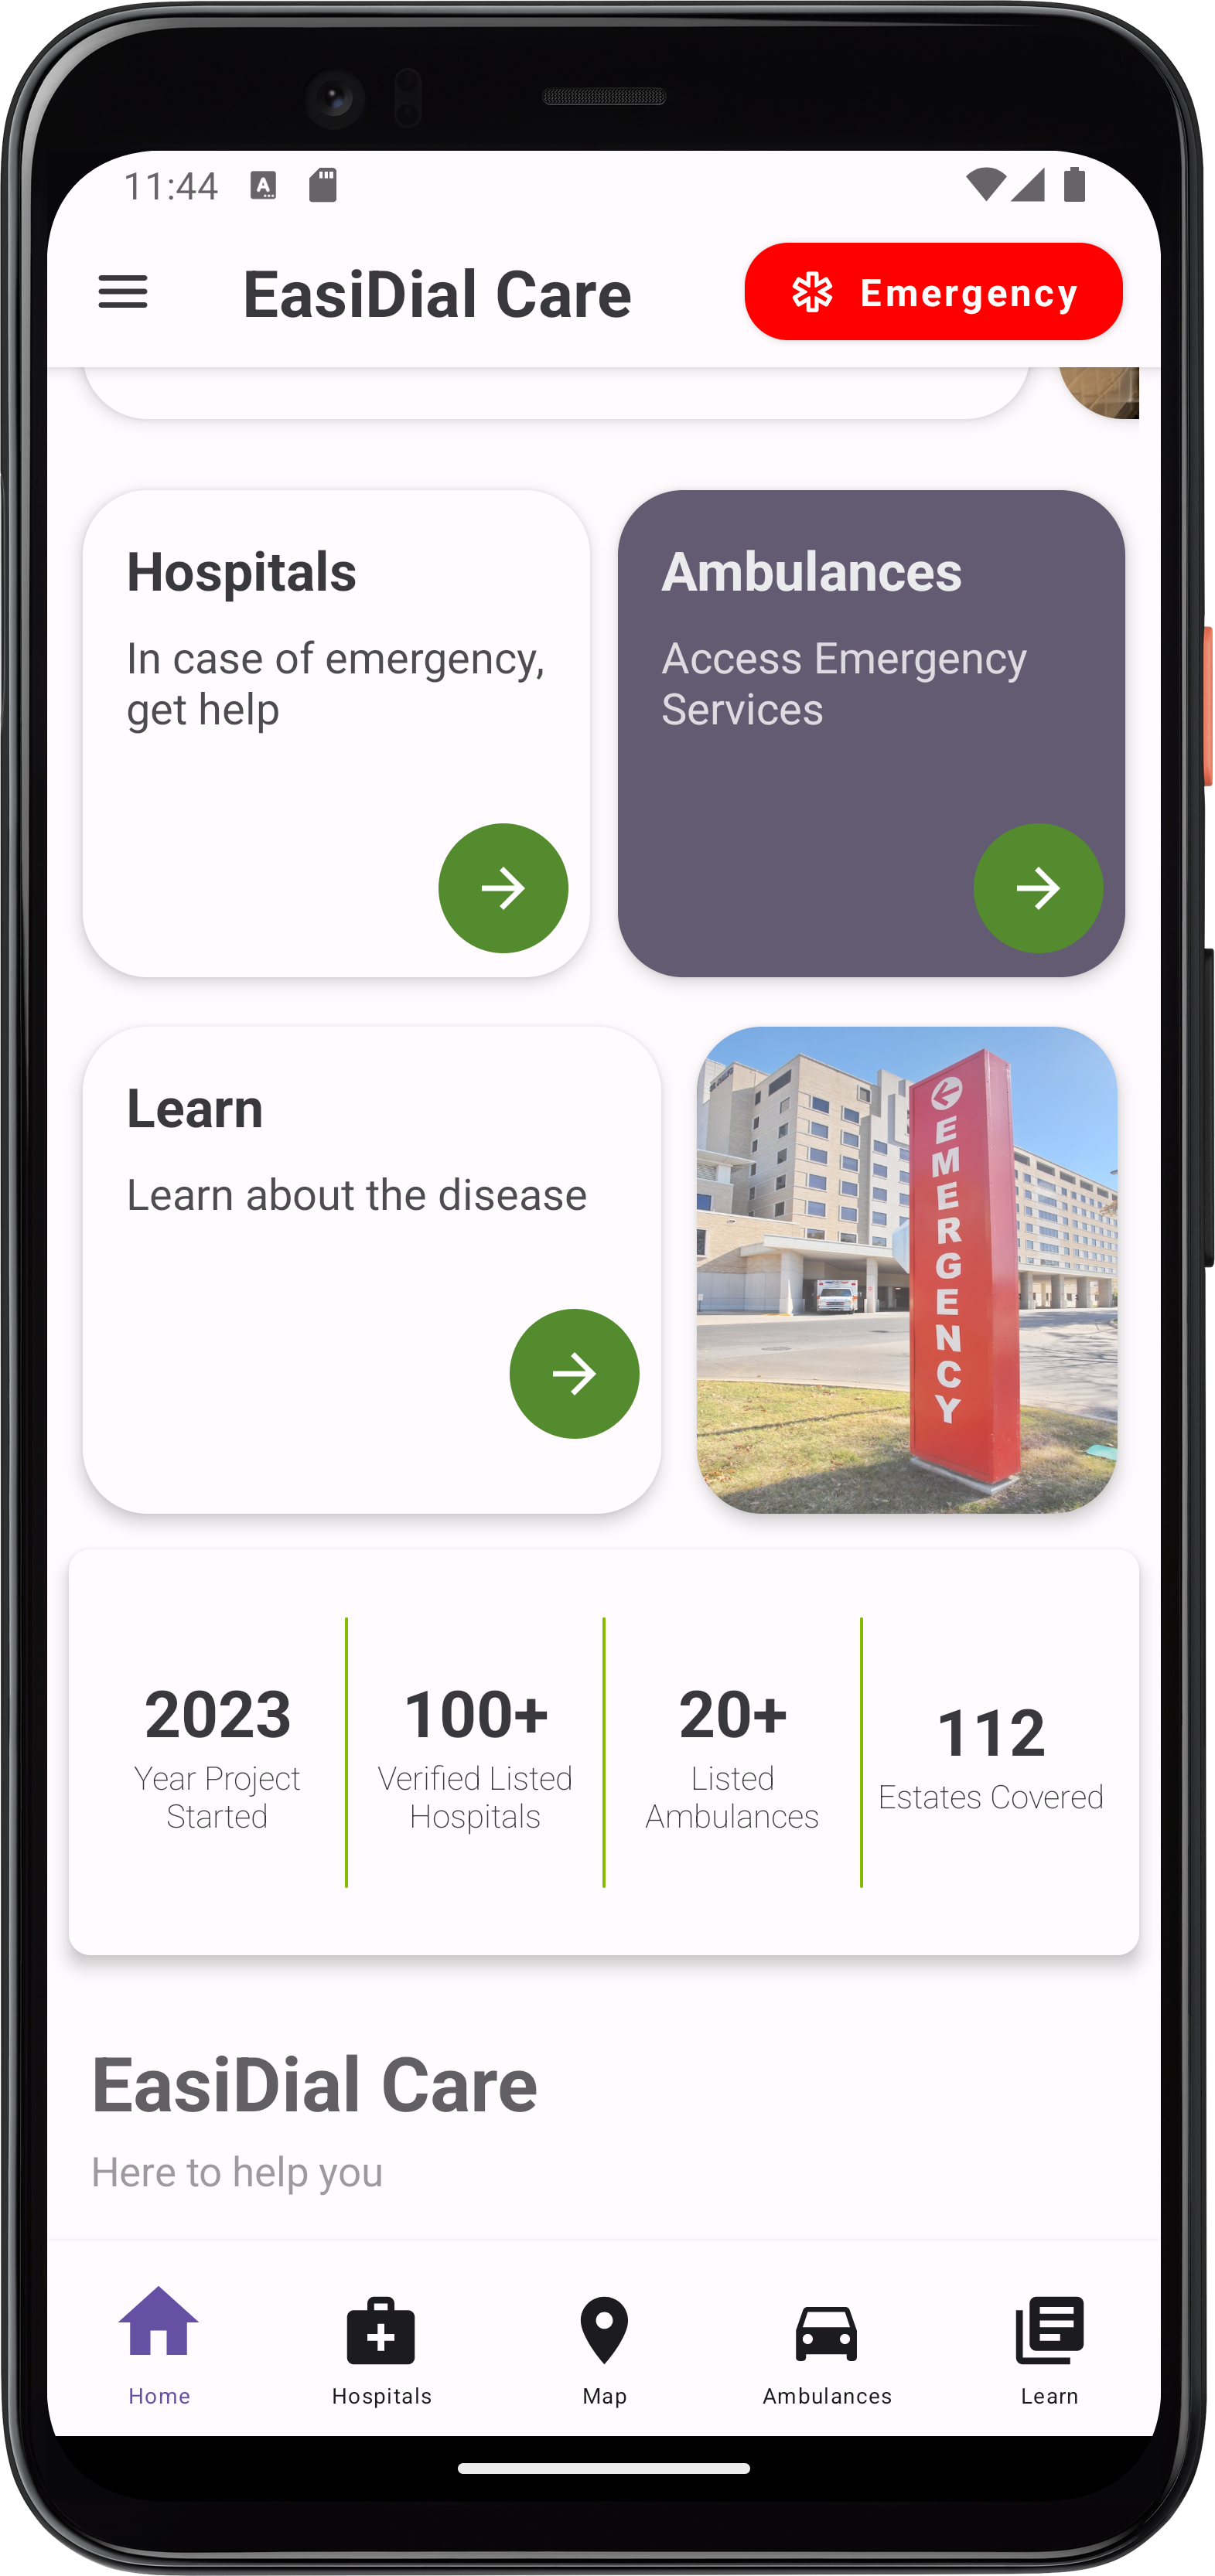 11:44
EasiDial Care
Emergency
Hospitals
In case of emergency,
get help
Ambulances
Access Emergency
Services
Learn
Learn about the disease
EMERGENCY
2023
Year Project
Started
100+
Verified Listed
Hospitals
20+
Listed
Ambulances
112
Estates Covered
EasiDial Care
Here to help you
Home
Hospitals
Map
Ambulances
Learn